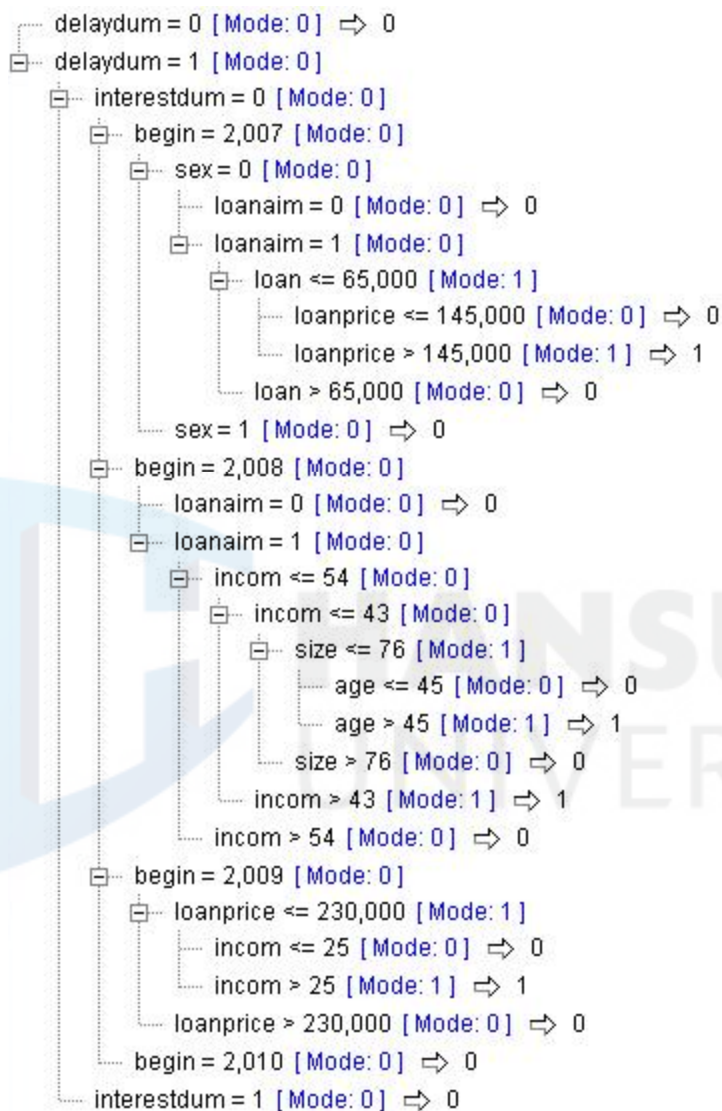 delaydum = 0 [Mode: 0] ⇨ 0
delaydum = 1 [Mode: 0]
interestdum = 0 [Mode: 0]
begin = 2,007 [Mode: 0]
sex = 0 [Mode: 0]
loanaim = 0 [Mode: 0] ⇨ 0
loanaim = 1 [Mode: 0]
loan <= 65,000 [Mode: 1]
loanprice <= 145,000 [Mode: 0] ⇨ 0
loanprice > 145,000 [Mode: 1] ⇨ 1
loan > 65,000 [Mode: 0] ⇨ 0
sex = 1 [Mode: 0] ⇨ 0
begin = 2,008 [Mode: 0]
loanaim = 0 [Mode: 0] ⇨ 0
loanaim = 1 [Mode: 0]
incom <= 54 [Mode: 0]
incom <= 43 [Mode: 0]
size <= 76 [Mode: 1]
age <= 45 [Mode: 0] ⇨ 0
age > 45 [Mode: 1] ⇨ 1
size > 76 [Mode: 0] ⇨ 0
incom > 43 [Mode: 1] ⇨ 1
incom > 54 [Mode: 0] ⇨ 0
begin = 2,009 [Mode: 0]
loanprice <= 230,000 [Mode: 1]
incom <= 25 [Mode: 0] ⇨ 0
incom > 25 [Mode: 1] ⇨ 1
loanprice > 230,000 [Mode: 0] ⇨ 0
begin = 2,010 [Mode: 0] ⇨ 0
interestdum = 1 [Mode: 0] ⇨ 0